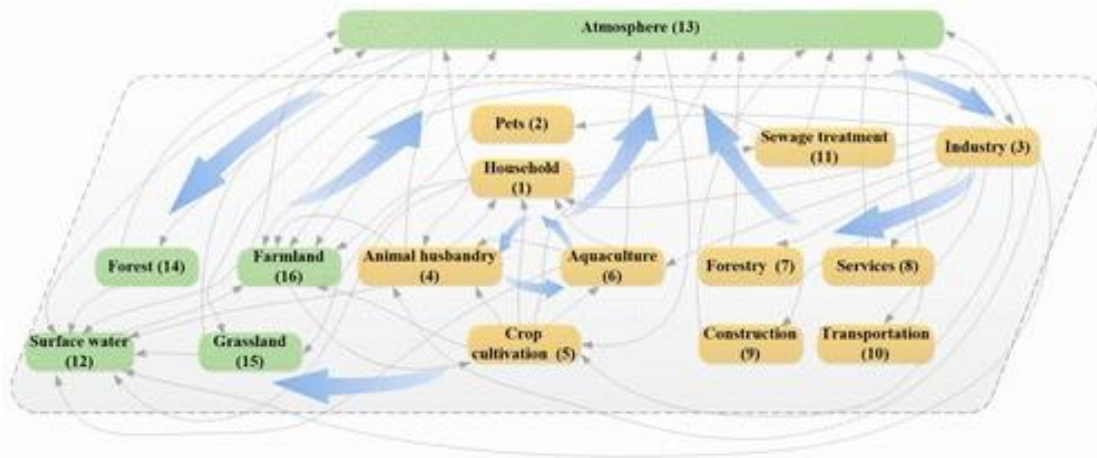 Atmosphere (13)
Pets (2)
Sewage treatment
(11)
Industry (3)
Household
(1)
Forest (14)
Farmland
(16)
Animal husbandry
(4)
Aquaculture
(6)
Forestry (7)
Services (8)
Surface water
(12)
Grassland
(15)
Crop
cultivation (5)
Construction
(9)
Transportation
(10)